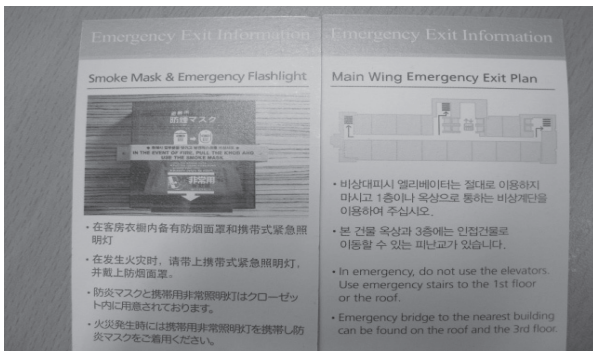 Emergency Exit Information
Smoke Mask & Emergency Flashlight
防煙マスク
IN THE EVENT OF FIRE, PULL THE KNOB AND
USE THE SMOKE MASK
非常用
・在客房衣橱内备有防烟面罩和携带式紧急照
明灯
・在发生火灾时，请带上携带式紧急照明灯，
并戴上防烟面罩。
・防炎マスクと携帯用非常照明灯はクローゼッ
ト内に用意されております。
・火災発生時には携帯用非常照明灯を携帯し防
炎マスクをご着用ください。
Emergency Exit Information
Main Wing Emergency Exit Plan
・비상대피시 엘리베이터는 절대로 이용하지
마시고 1층이나 옥상으로 통하는 비상계단을
이용하여 주십시오.
・본 건물 옥상과 3층에는 인접건물로
이동할 수 있는 피난교가 있습니다.
・In emergency, do not use the elevators.
Use emergency stairs to the 1st floor
or the roof.
・Emergency bridge to the nearest building
can be found on the roof and the 3rd floor.